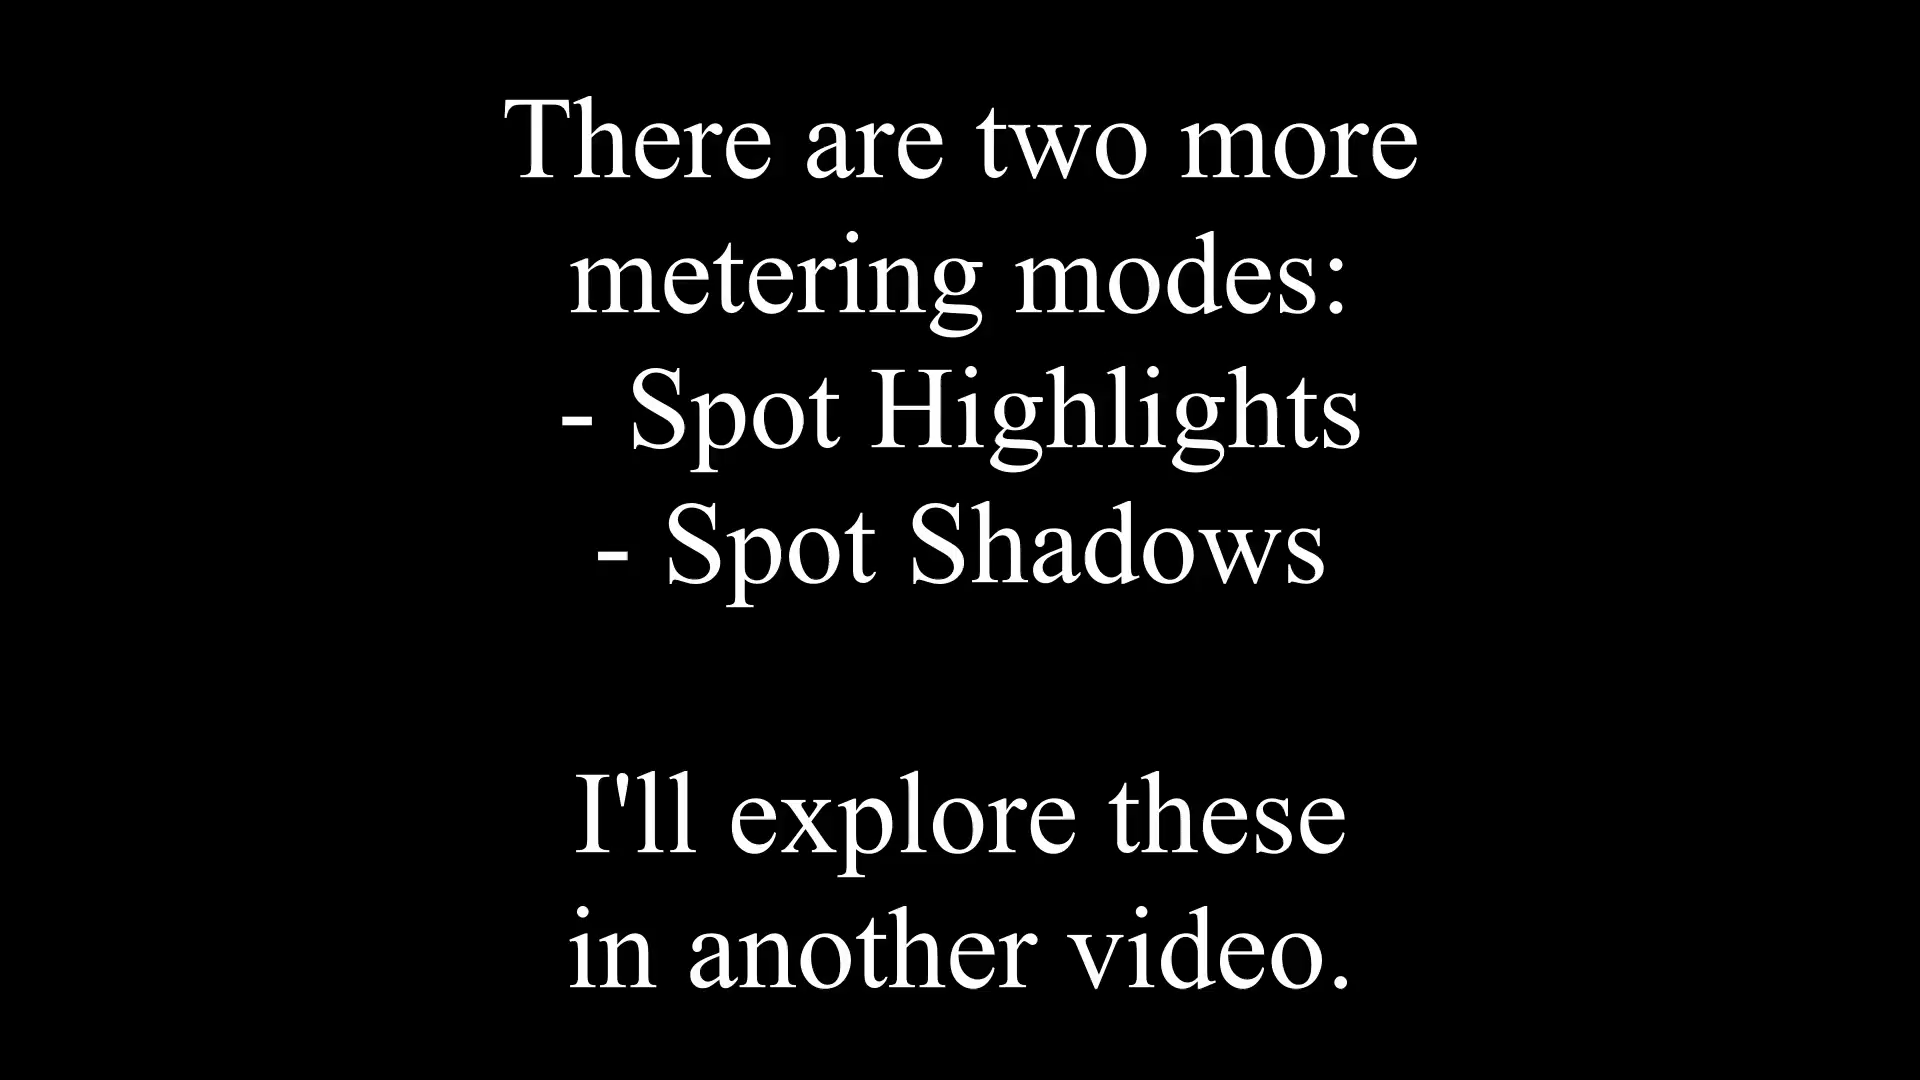 There are two more
metering modes:
- Spot Highlights
- Spot Shadows
I'll explore these
in another video.